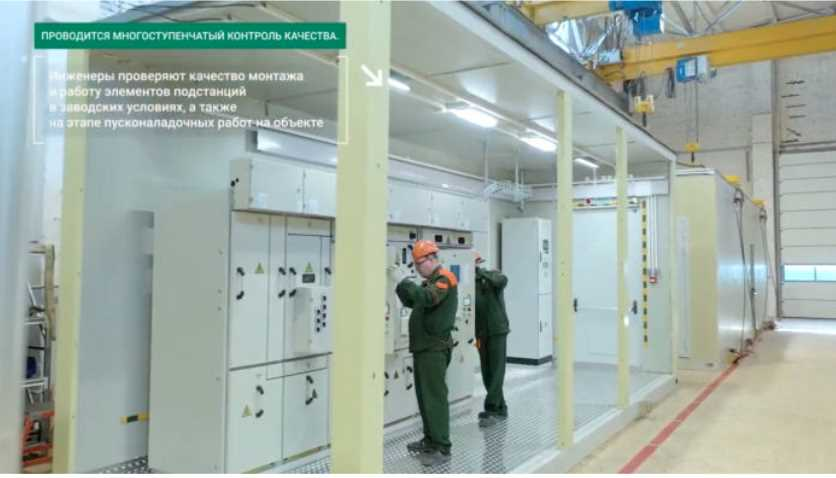 ПРОВОДИТСЯ МНОГОСТУПЕНЧАТЫЙ КОНТРОЛЬ КАЧЕСТВА.
Инженеры проверяют качество монтажа
и работу элементов подстанций
в заводских условиях, а также
на этапе пусконаладочных работ на объекте